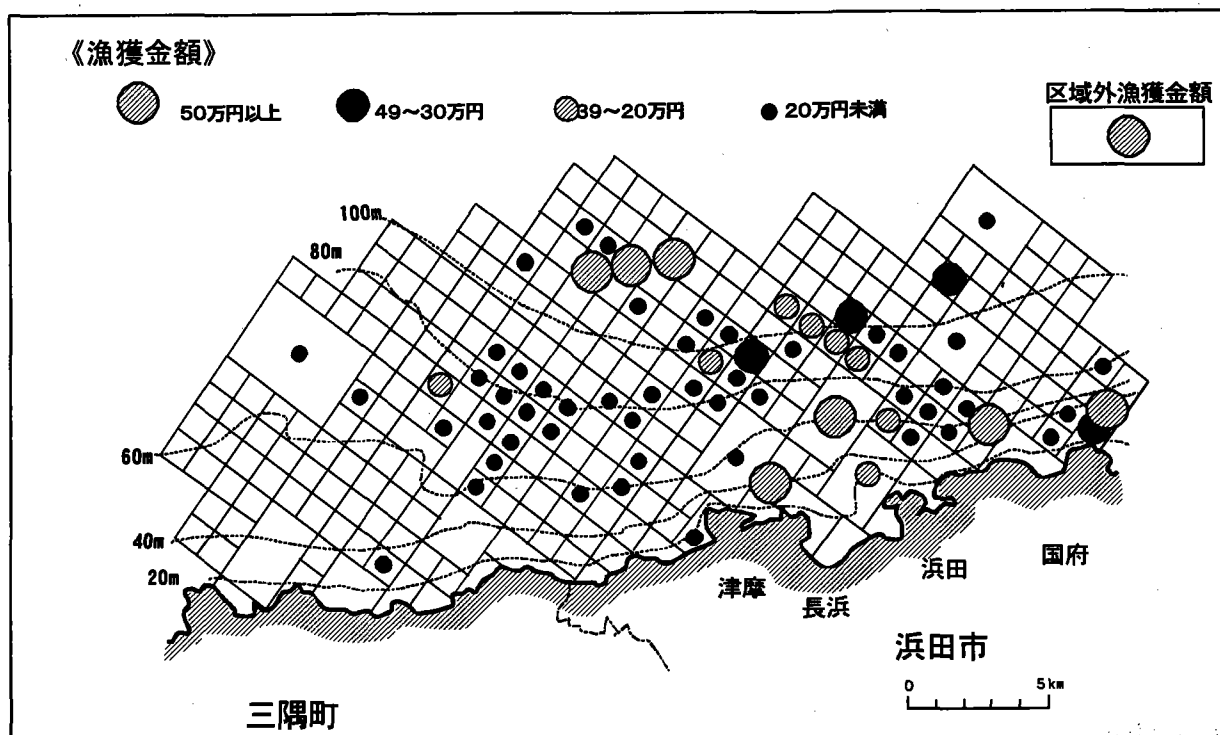 《漁獲金額》
50万円以上
49〜30万円
39〜20万円
20万円未満
区域外漁獲金額
100m
80m
60m
40m
20m
津摩
長浜
浜田
国府
浜田市
三隅町
0
5km